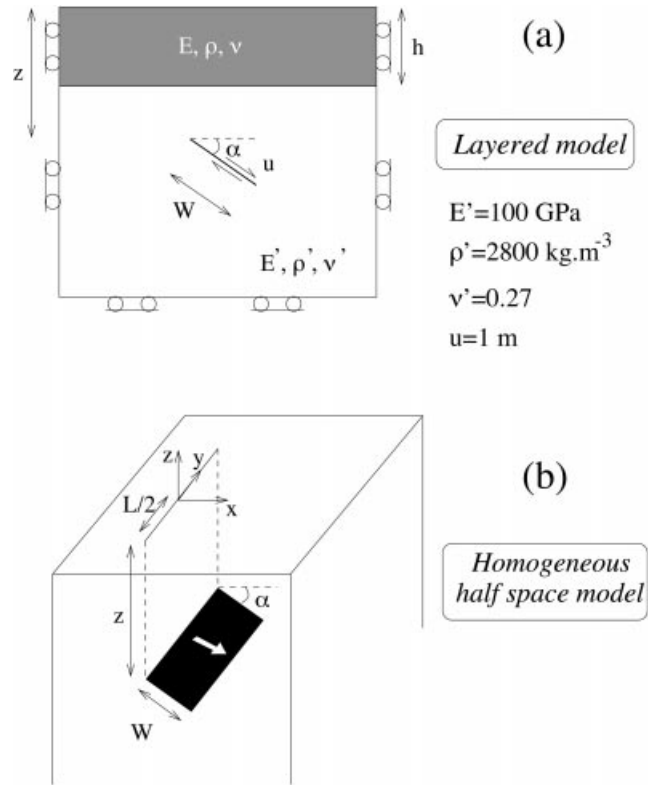 (a)
E, ρ, ν
h
z
α
u
W
E', ρ', ν'
Layered model
E'=100 GPa
ρ'=2800 kg.m⁻³
ν'=0.27
u=1 m
(b)
z
y
x
L/2
z
α
W
Homogeneous
half space model